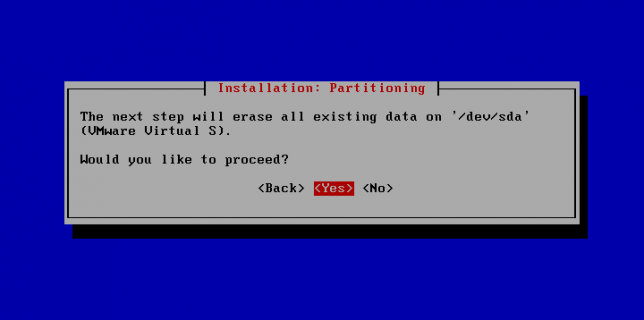 Installation: Partitioning
The next step will erase all existing data on '/dev/sda'
(VMware Virtual S).
Would you like to proceed?
<Back> <Yes> <No>